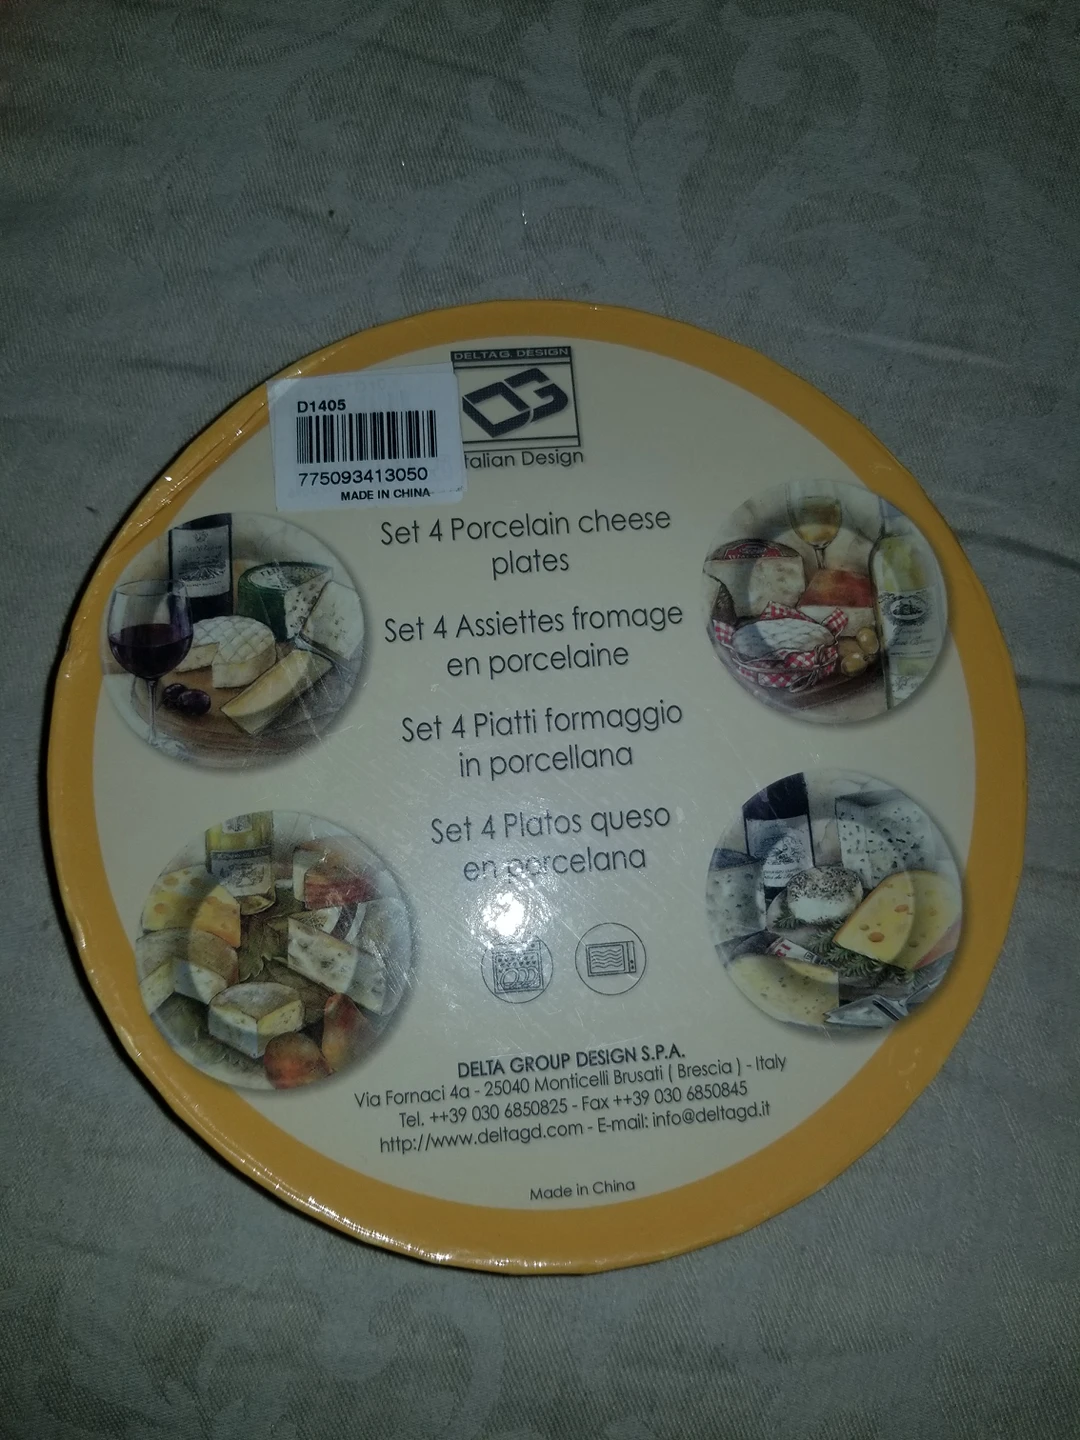 DELTA G. DESIGN
DG
Italian Design
D1405
775093413050
MADE IN CHINA
Set 4 Porcelain cheese
plates
Set 4 Assiettes fromage
en porcelaine
Set 4 Piatti formaggio
in porcellana
Set 4 Platos queso
en porcelana
DELTA GROUP DESIGN S.P.A.
Via Fornaci 4a - 25040 Monticelli Brusati ( Brescia ) - Italy
Tel. ++39 030 6850825 - Fax ++39 030 6850845
http://www.deltagd.com - E-mail: info@deltagd.it
Made in China